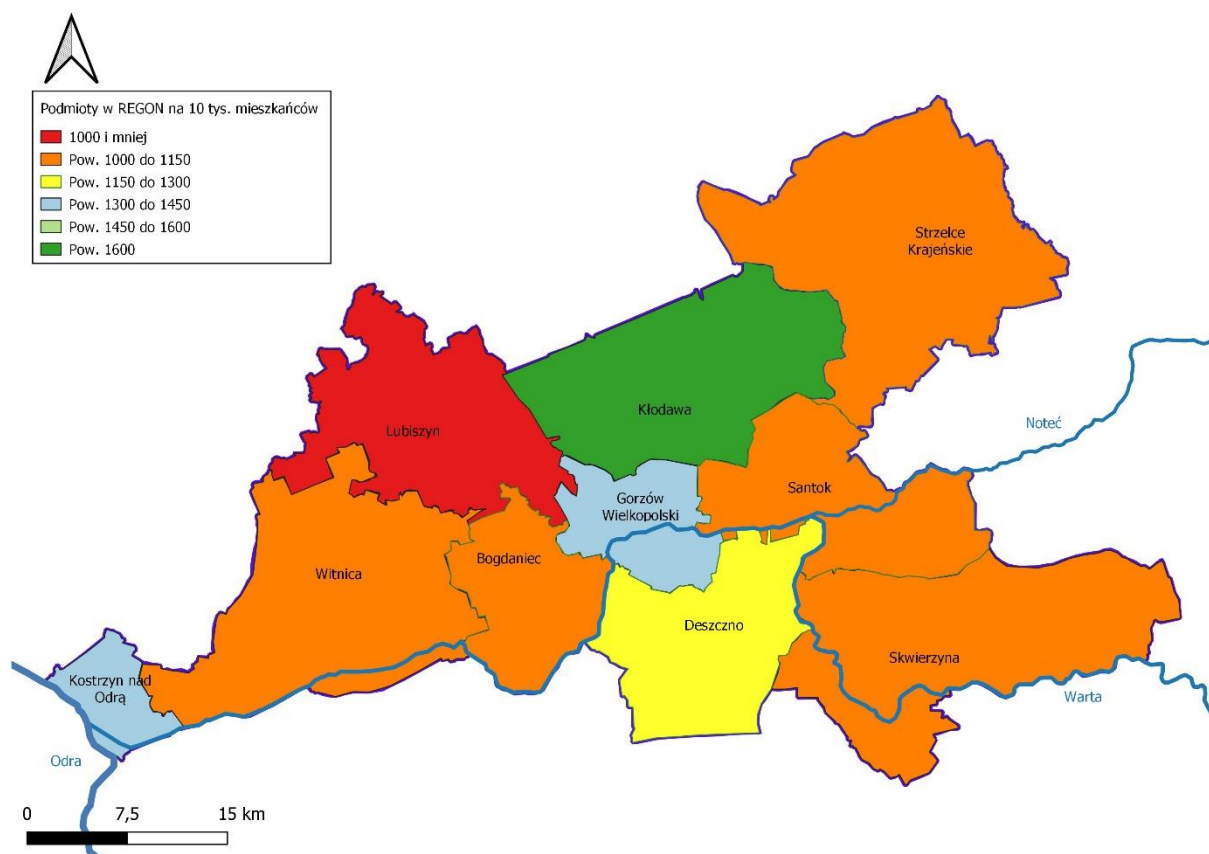 Podmioty w REGON na 10 tys. mieszkańców
1000 i mniej
Pow. 1000 do 1150
Pow. 1150 do 1300
Pow. 1300 do 1450
Pow. 1450 do 1600
Pow. 1600
Strzelce
Krajeńskie
Kłodawa
Lubiszyn
Noteć
Santok
Gorzów
Wielkopolski
Bogdaniec
Witnica
Deszczno
Skwierzyna
Kostrzyn nad
Odrą
Warta
Odra
0 7,5 15 km